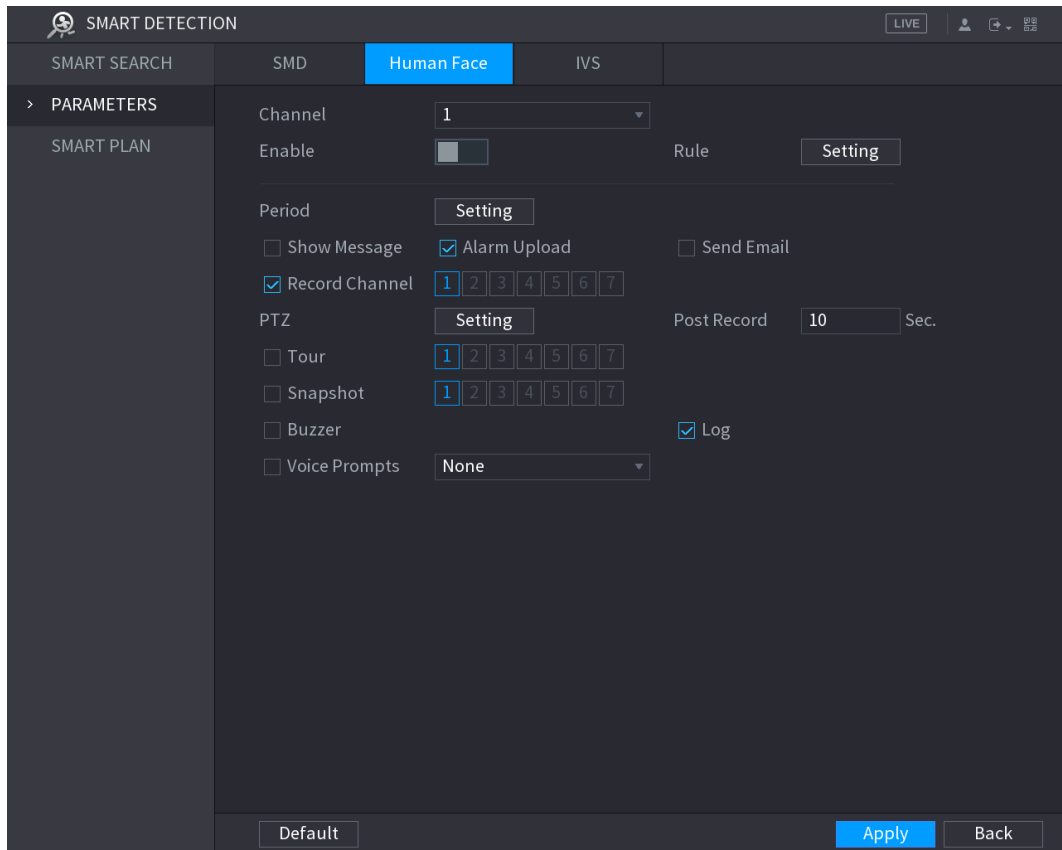 SMART DETECTION LIVE
SMART SEARCH SMD Human Face IVS
> PARAMETERS
Channel 1
SMART PLAN
Enable Rule Setting
Period Setting
Show Message Alarm Upload Send Email
Record Channel 1 2 3 4 5 6 7
PTZ Setting Post Record 10 Sec.
Tour 1 2 3 4 5 6 7
Snapshot 1 2 3 4 5 6 7
Buzzer Log
Voice Prompts None
Default Apply Back